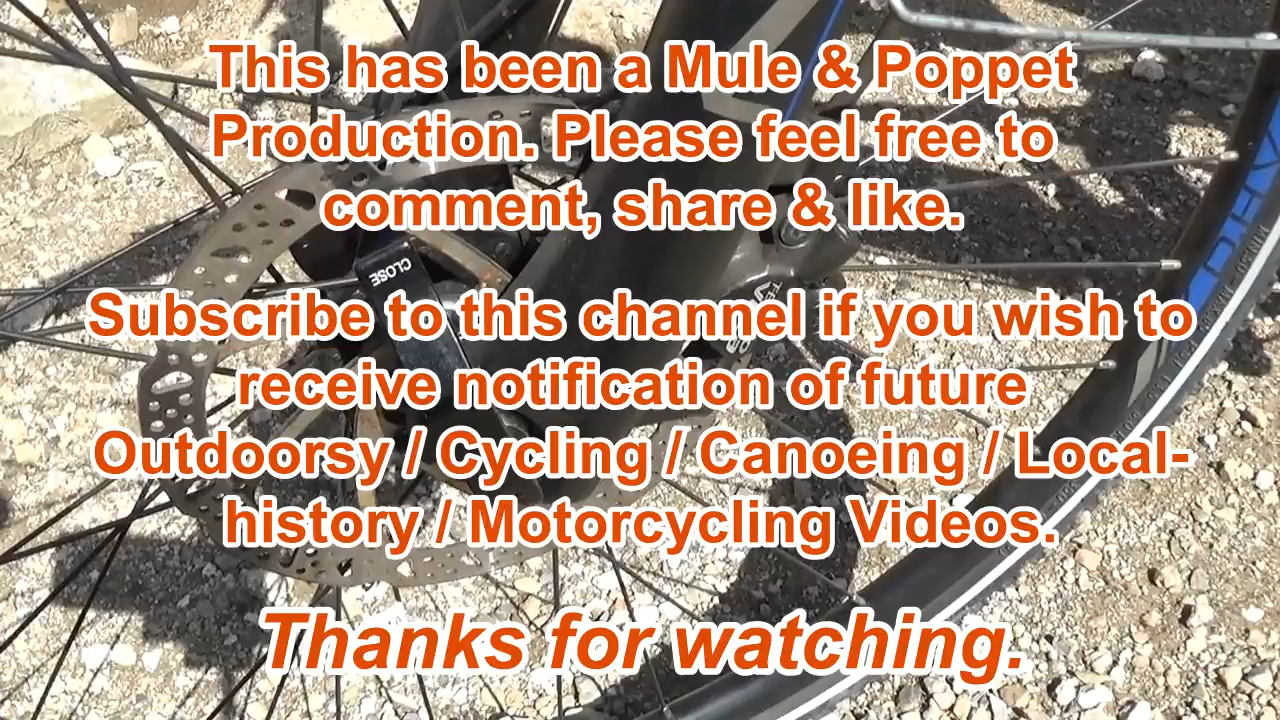 This has been a Mule & Poppet
Production. Please feel free to
comment, share & like.
Subscribe to this channel if you wish to
receive notification of future
Outdoorsy / Cycling / Canoeing / Local-
history / Motorcycling Videos.
Thanks for watching.
CLOSE